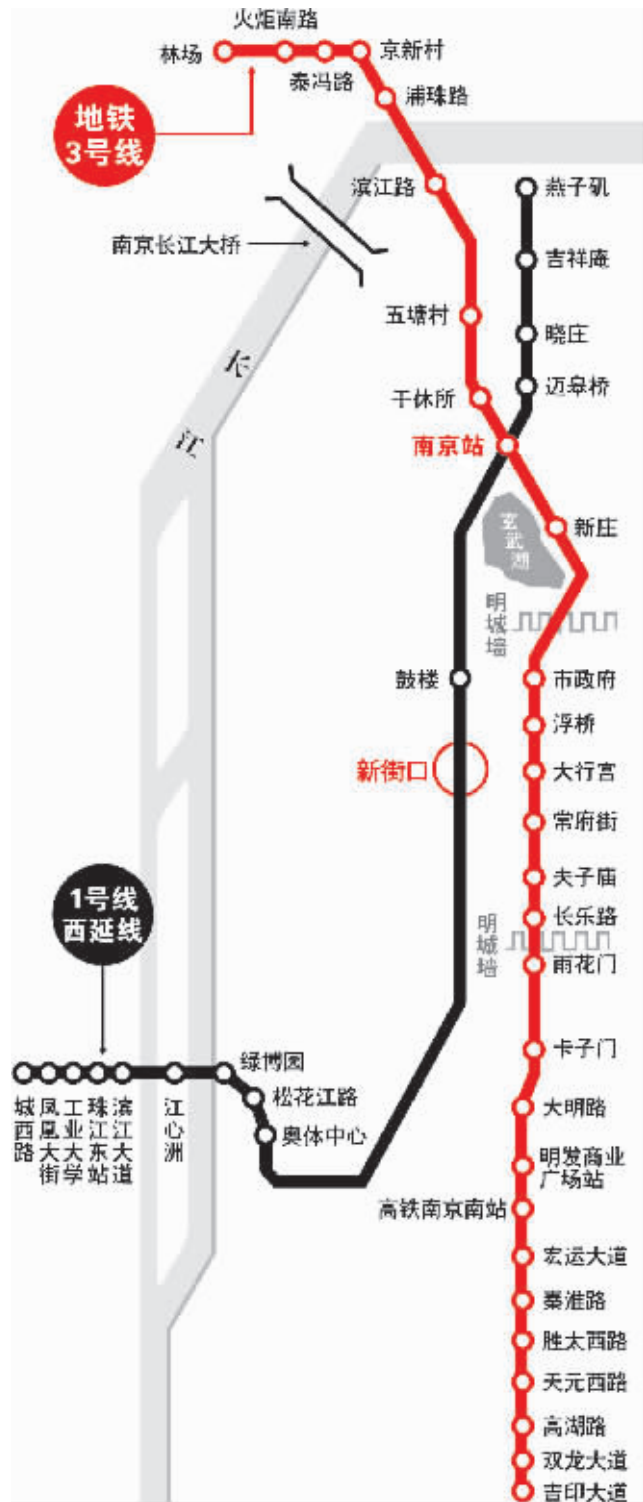 火炬南路
林场
京新村
泰冯路
浦珠路
地铁
3号线
滨江路
燕子矶
南京长江大桥
吉祥庵
五塘村
晓庄
长江
迈皋桥
干休所
南京站
玄武湖
新庄
明城墙
鼓楼
市政府
浮桥
新街口
大行宫
常府街
夫子庙
1号线
西延线
长乐路
明城墙
雨花门
卡子门
绿博园
松花江路
奥体中心
城西路
凤凰大街
工业大学
珠江东站
滨江大道
江心洲
大明路
明发商业
广场站
高铁南京南站
宏运大道
秦淮路
胜太西路
天元西路
高湖路
双龙大道
吉印大道